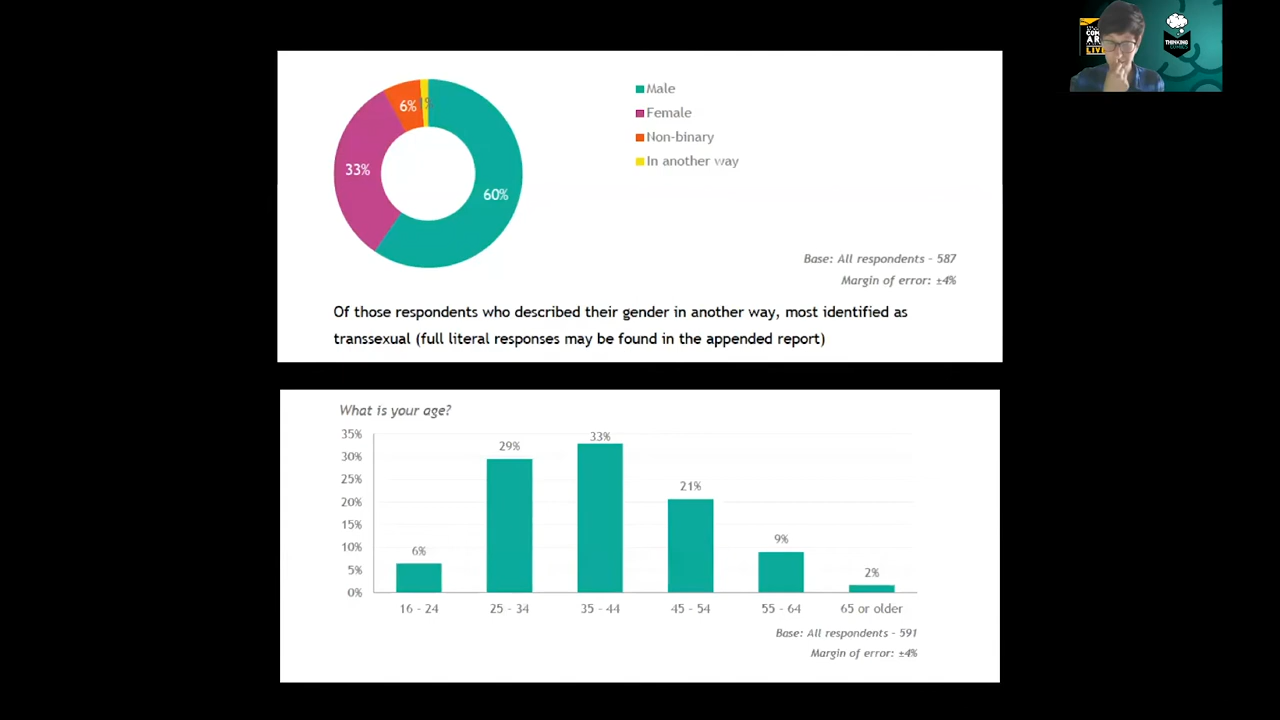 6%
1%
33%
60%
Male
Female
Non-binary
In another way
Base: All respondents - 587
Margin of error: ±4%
Of those respondents who described their gender in another way, most identified as
transsexual (full literal responses may be found in the appended report)
What is your age?
35%
30%
25%
20%
15%
10%
5%
0%
6%
29%
33%
21%
9%
2%
16 - 24
25 - 34
35 - 44
45 - 54
55 - 64
65 or older
Base: All respondents - 591
Margin of error: ±4%
THINKING
COMICS
LIVE